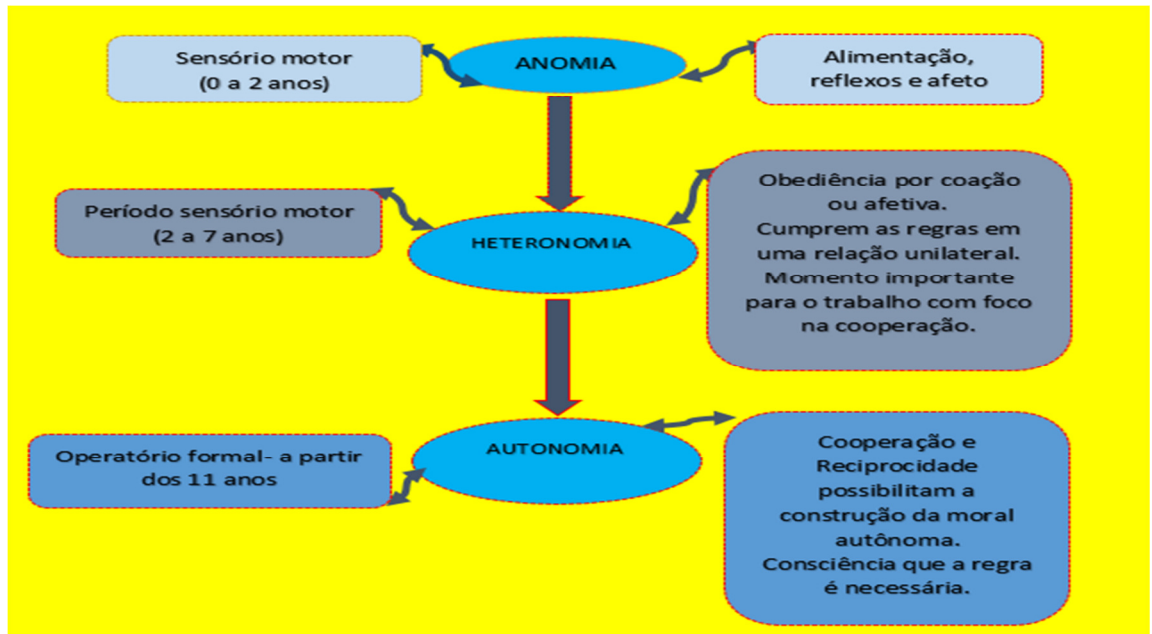 Sensório motor
(0 a 2 anos)
ANOMIA
Alimentação,
reflexos e afeto
Período sensório motor
(2 a 7 anos)
HETERONOMIA
Obediência por coação
ou afetiva.
Cumprem as regras em
uma relação unilateral.
Momento importante
para o trabalho com foco
na cooperação.
Operatório formal- a partir
dos 11 anos
AUTONOMIA
Cooperação e
Reciprocidade
possibilitam a
construção da moral
autônoma.
Consciência que a regra
é necessária.